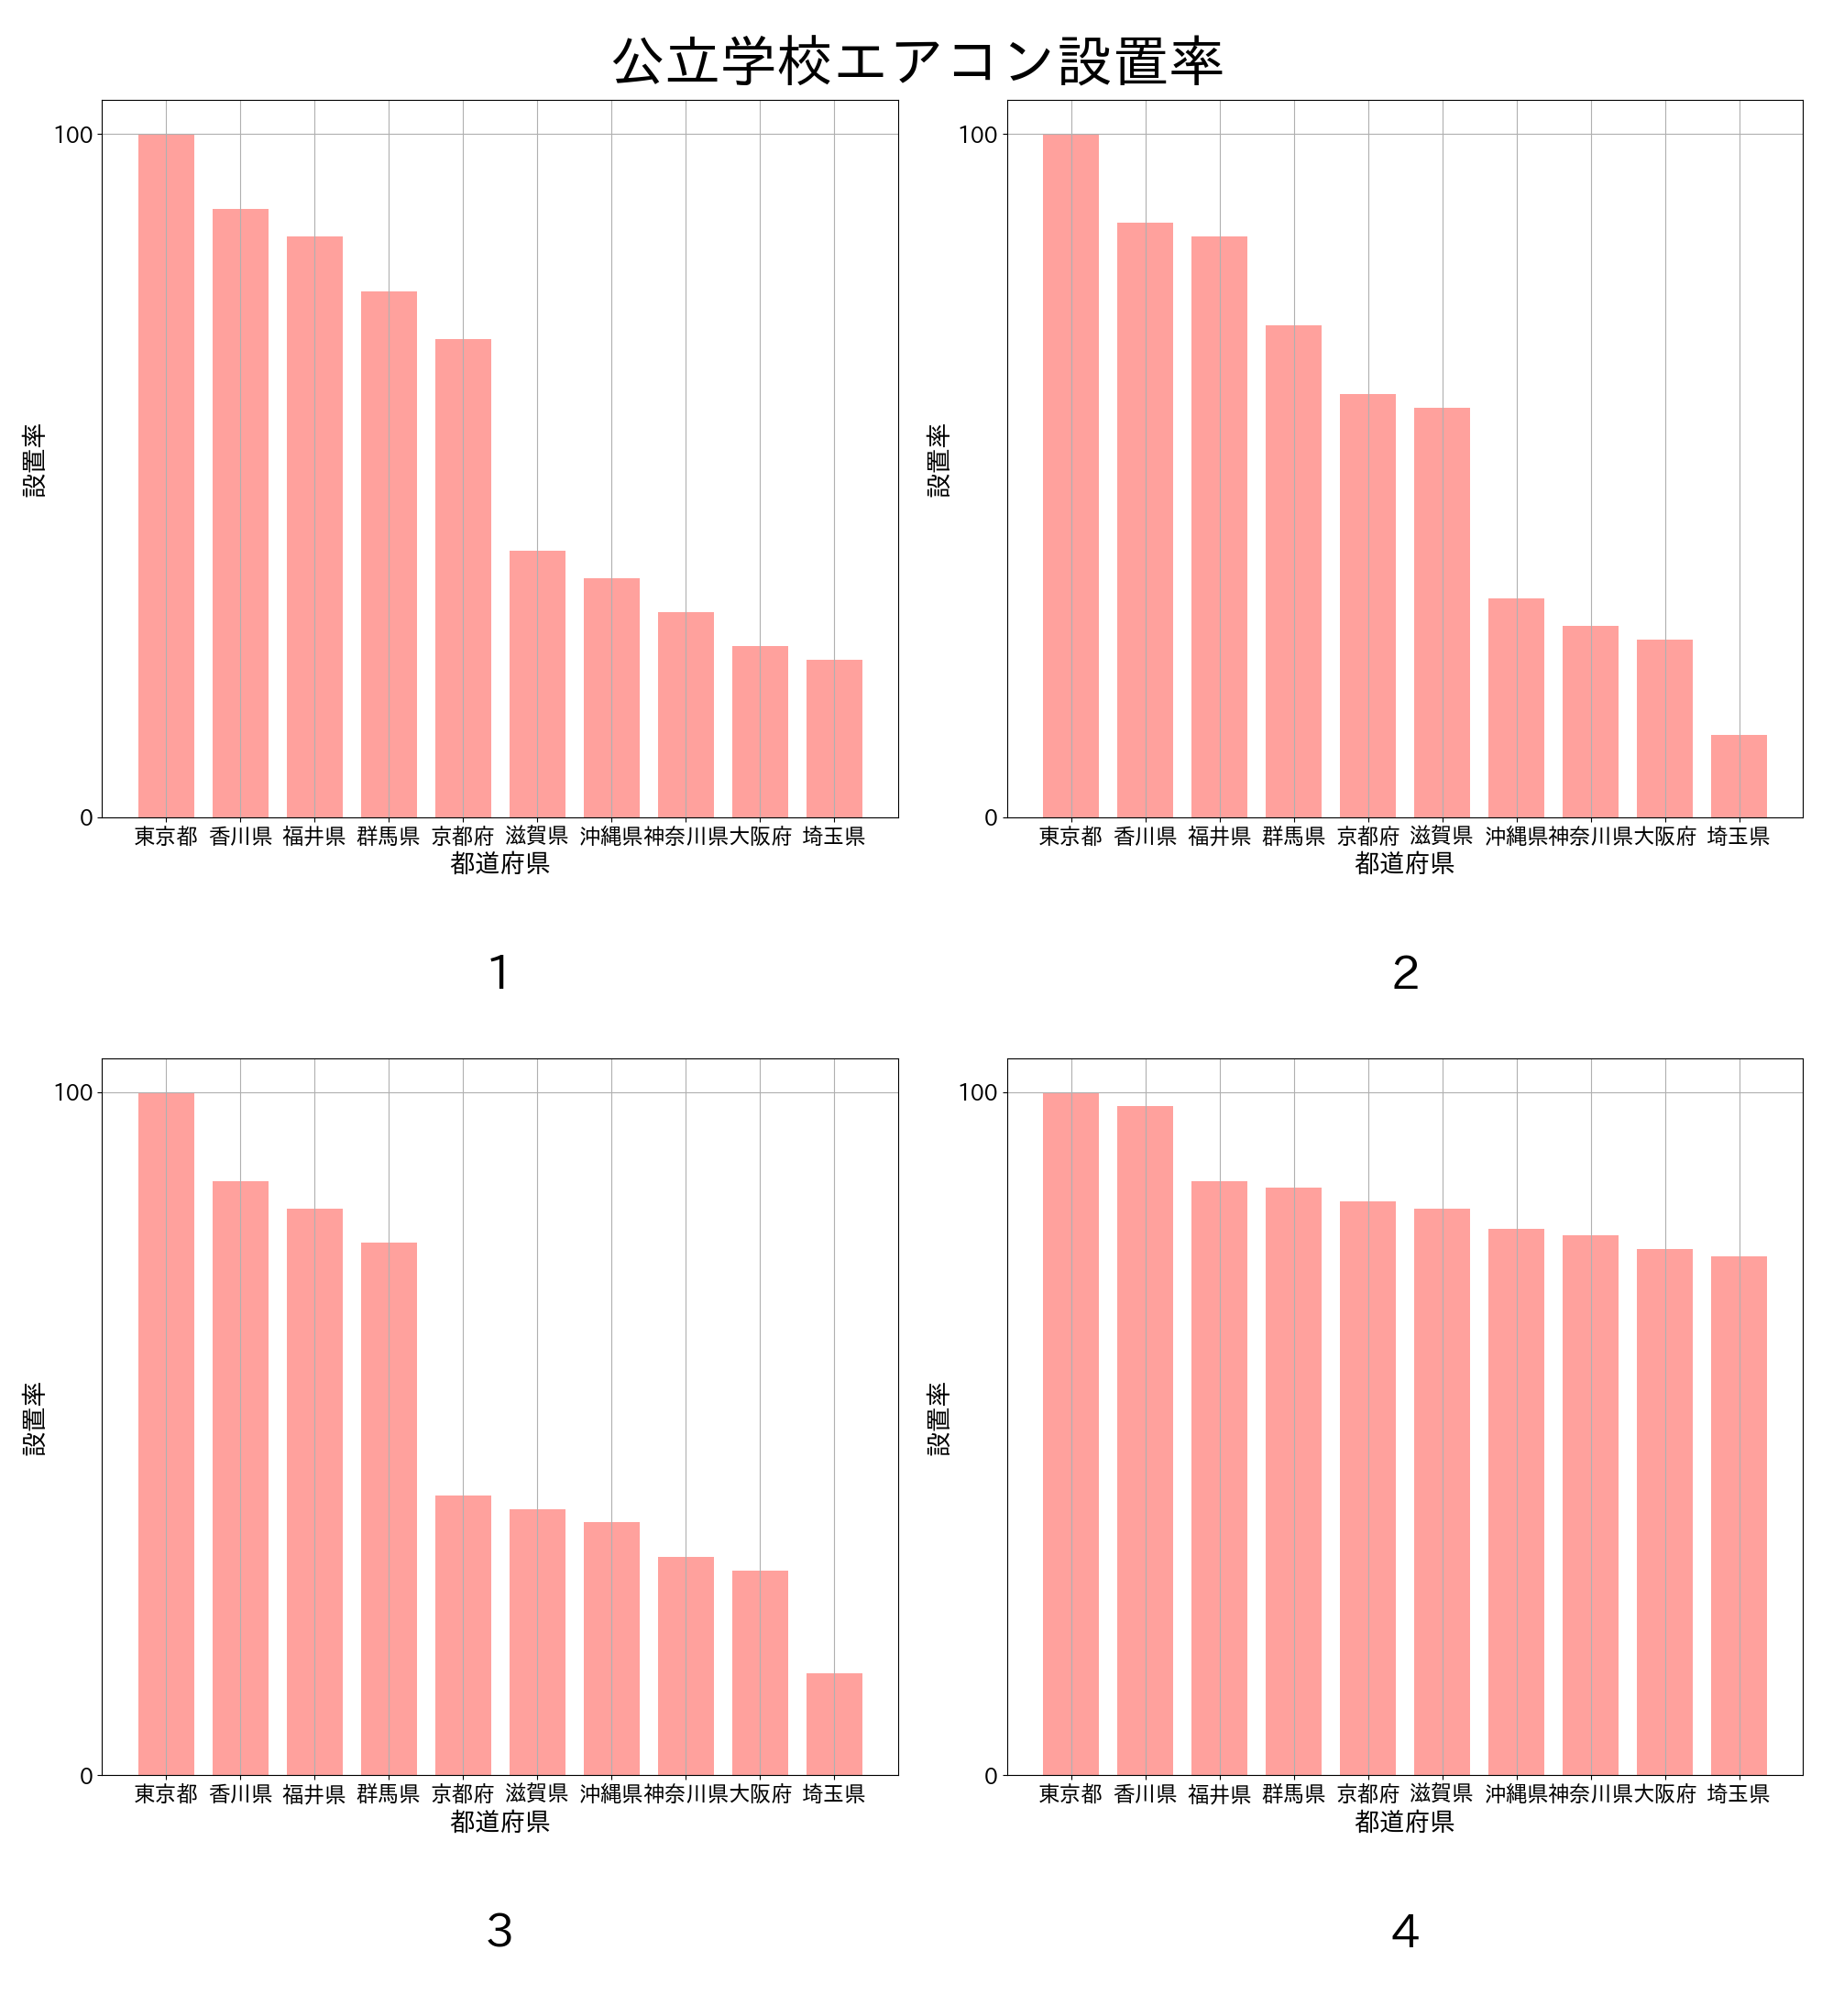 公立学校エアコン設置率
100
0
設置率
東京都 香川県 福井県 群馬県 京都府 滋賀県 沖縄県 神奈川県 大阪府 埼玉県
都道府県
1
100
0
設置率
東京都 香川県 福井県 群馬県 京都府 滋賀県 沖縄県 神奈川県 大阪府 埼玉県
都道府県
2
100
0
設置率
東京都 香川県 福井県 群馬県 京都府 滋賀県 沖縄県 神奈川県 大阪府 埼玉県
都道府県
3
100
0
設置率
東京都 香川県 福井県 群馬県 京都府 滋賀県 沖縄県 神奈川県 大阪府 埼玉県
都道府県
4